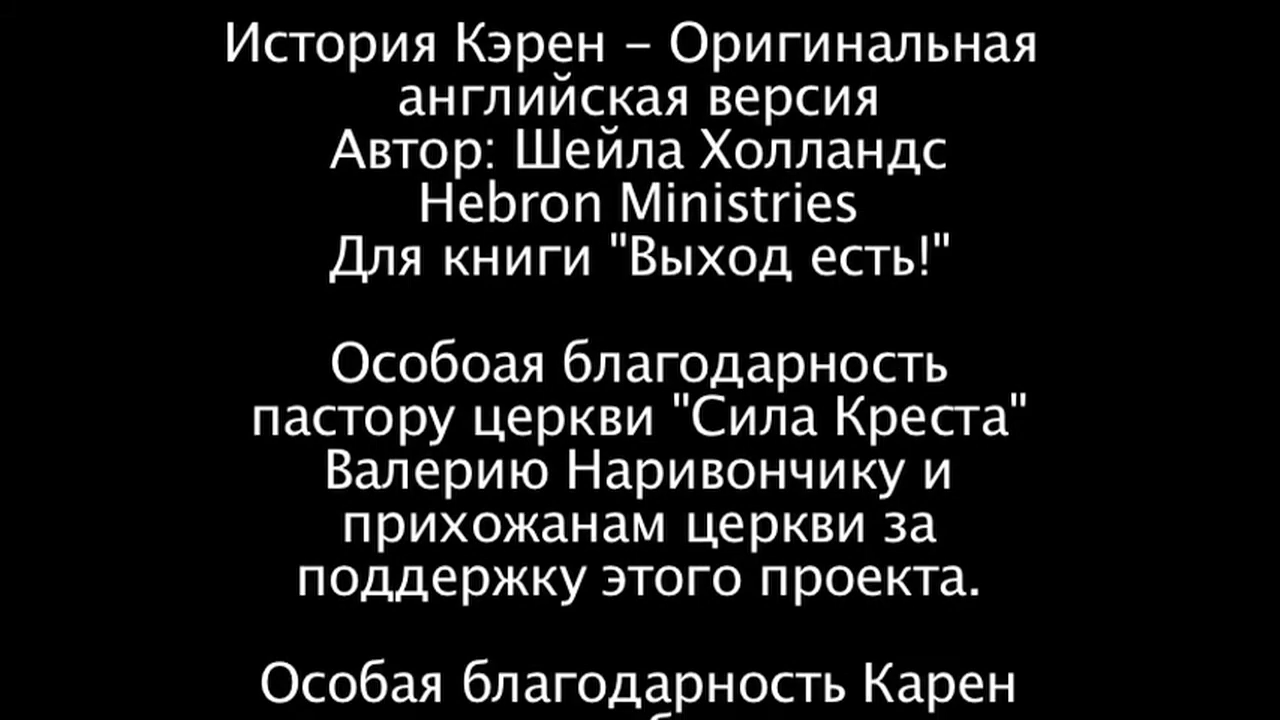 История Кэрен – Оригинальная
английская версия
Автор: Шейла Холландс
Hebron Ministries
Для книги "Выход есть!"
Особоая благодарность
пастору церкви "Сила Креста"
Валерию Наривончику и
прихожанам церкви за
поддержку этого проекта.
Особая благодарность Карен